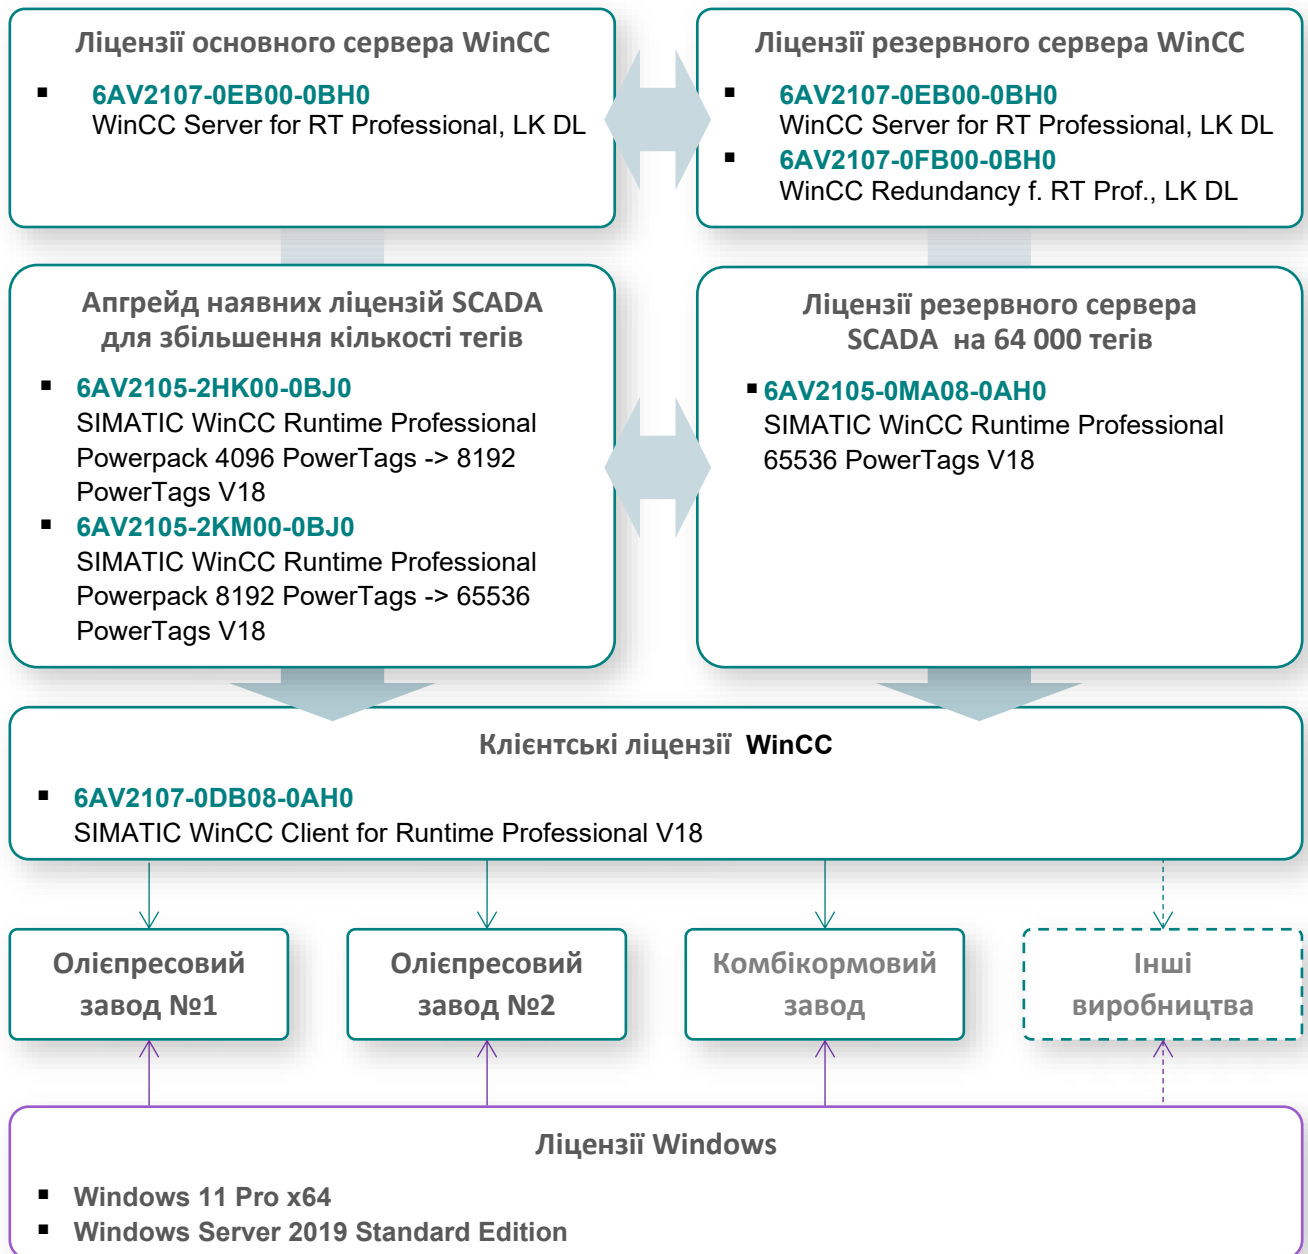 Ліцензії основного сервера WinCC
▪ 6AV2107-0EB00-0BH0
WinCC Server for RT Professional, LK DL
Ліцензії резервного сервера WinCC
▪ 6AV2107-0EB00-0BH0
WinCC Server for RT Professional, LK DL
▪ 6AV2107-0FB00-0BH0
WinCC Redundancy f. RT Prof., LK DL
Апгрейд наявних ліцензій SCADA
для збільшення кількості тегів
▪ 6AV2105-2HK00-0BJ0
SIMATIC WinCC Runtime Professional
Powerpack 4096 PowerTags -> 8192
PowerTags V18
▪ 6AV2105-2KM00-0BJ0
SIMATIC WinCC Runtime Professional
Powerpack 8192 PowerTags -> 65536
PowerTags V18
Ліцензії резервного сервера
SCADA на 64 000 тегів
▪ 6AV2105-0MA08-0AH0
SIMATIC WinCC Runtime Professional
65536 PowerTags V18
Клієнтські ліцензії WinCC
▪ 6AV2107-0DB08-0AH0
SIMATIC WinCC Client for Runtime Professional V18
Олієпресовий
завод №1
Олієпресовий
завод №2
Комбікормовий
завод
Інші
виробництва
Ліцензії Windows
▪ Windows 11 Pro x64
▪ Windows Server 2019 Standard Edition